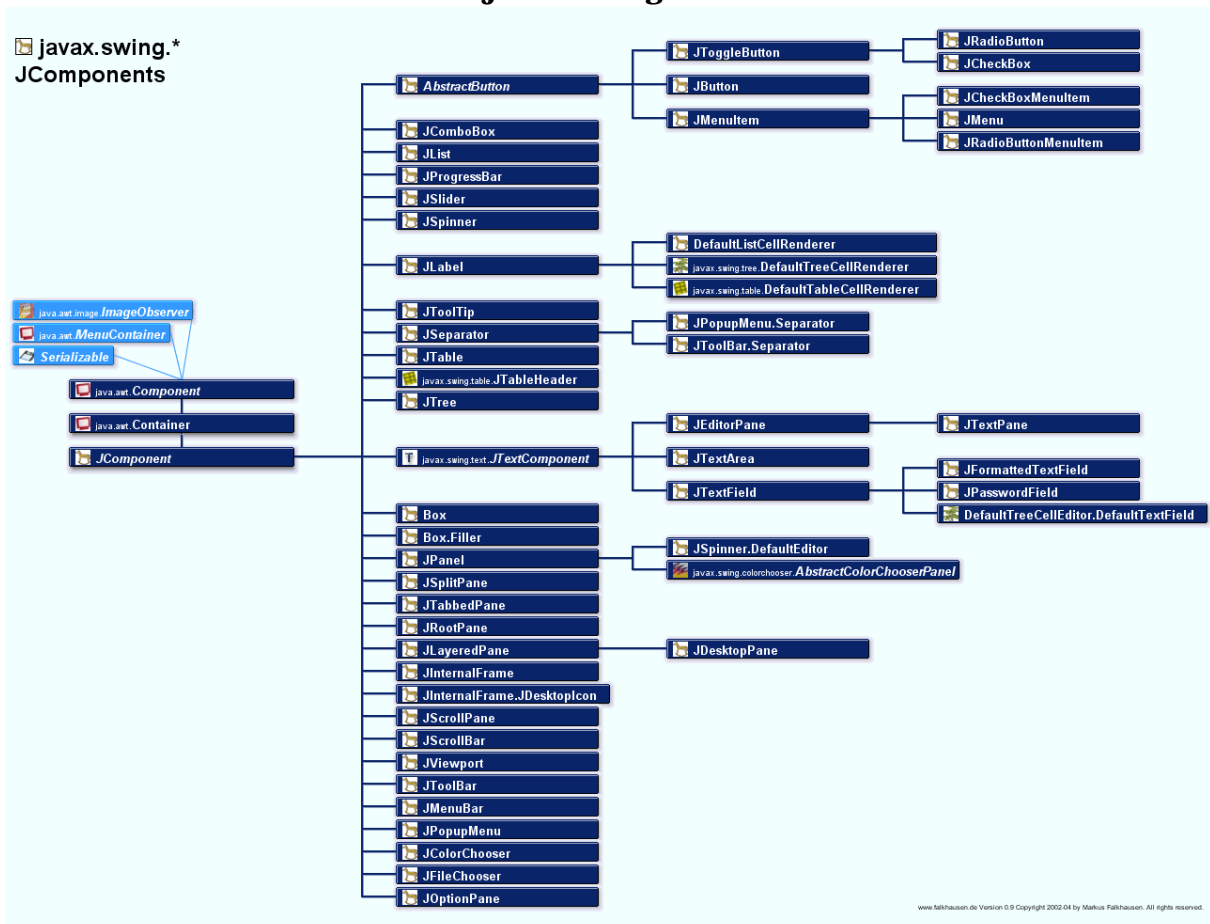 javax.swing.*
JComponents
AbstractButton
JToggleButton
JRadioButton
JCheckBox
JButton
JMenuItem
JCheckBoxMenuItem
JMenu
JRadioButtonMenuItem
JComboBox
JList
JProgressBar
JSlider
JSpinner
JLabel
DefaultListCellRenderer
javax.swing.tree.DefaultTreeCellRenderer
javax.swing.table.DefaultTableCellRenderer
java.awt.image.ImageObserver
java.awt.MenuContainer
Serializable
java.awt.Component
java.awt.Container
JComponent
JToolTip
JSeparator
JPopupMenu.Separator
JToolBar.Separator
JTable
javax.swing.table.JTableHeader
JTree
javax.swing.text.JTextComponent
JEditorPane
JTextPane
JTextArea
JTextField
JFormattedTextField
JPasswordField
DefaultTreeCellEditor.DefaultTextField
Box
Box.Filler
JPanel
JSpinner.DefaultEditor
javax.swing.colorchooser.AbstractColorChooserPanel
JSplitPane
JTabbedPane
JRootPane
JLayeredPane
JDesktopPane
JInternalFrame
JInternalFrame.JDesktopIcon
JScrollPane
JScrollBar
JViewport
JToolBar
JMenuBar
JPopupMenu
JColorChooser
JFileChooser
JOptionPane
www.falkhausen.de Version 0.9 Copyright 2002-04 by Markus Falkhausen. All rights reserved.